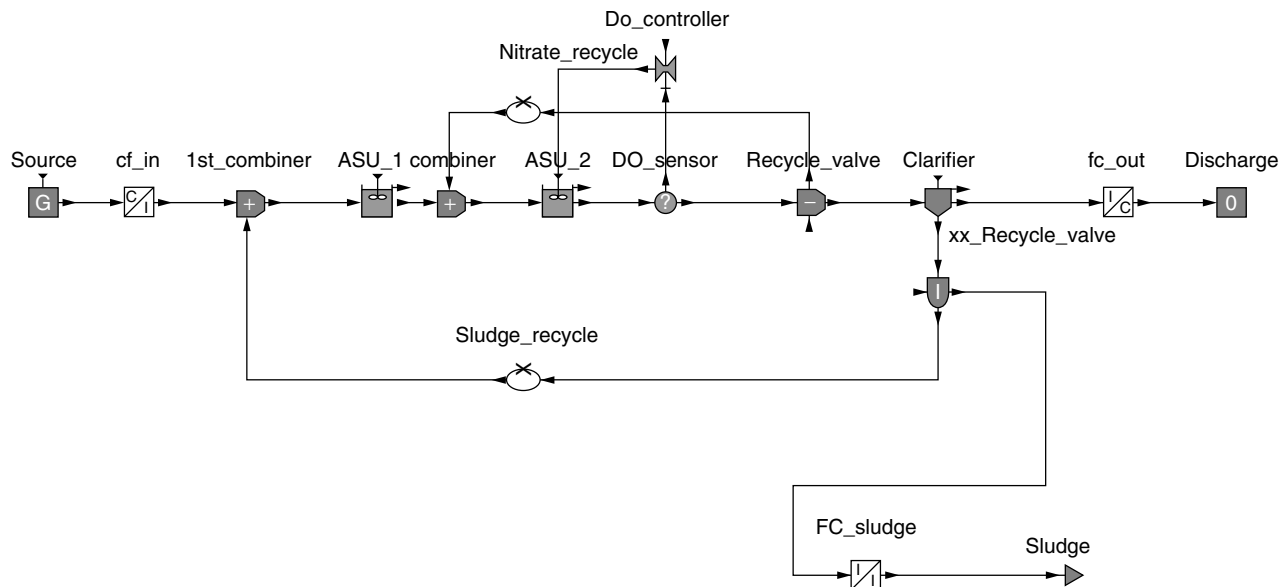 Do_controller
Nitrate_recycle
Source
cf_in
1st_combiner
ASU_1
combiner
ASU_2
DO_sensor
Recycle_valve
Clarifier
fc_out
Discharge
G
C
I
+
+
?
−
I
C
0
xx_Recycle_valve
I
Sludge_recycle
FC_sludge
Sludge
I
I